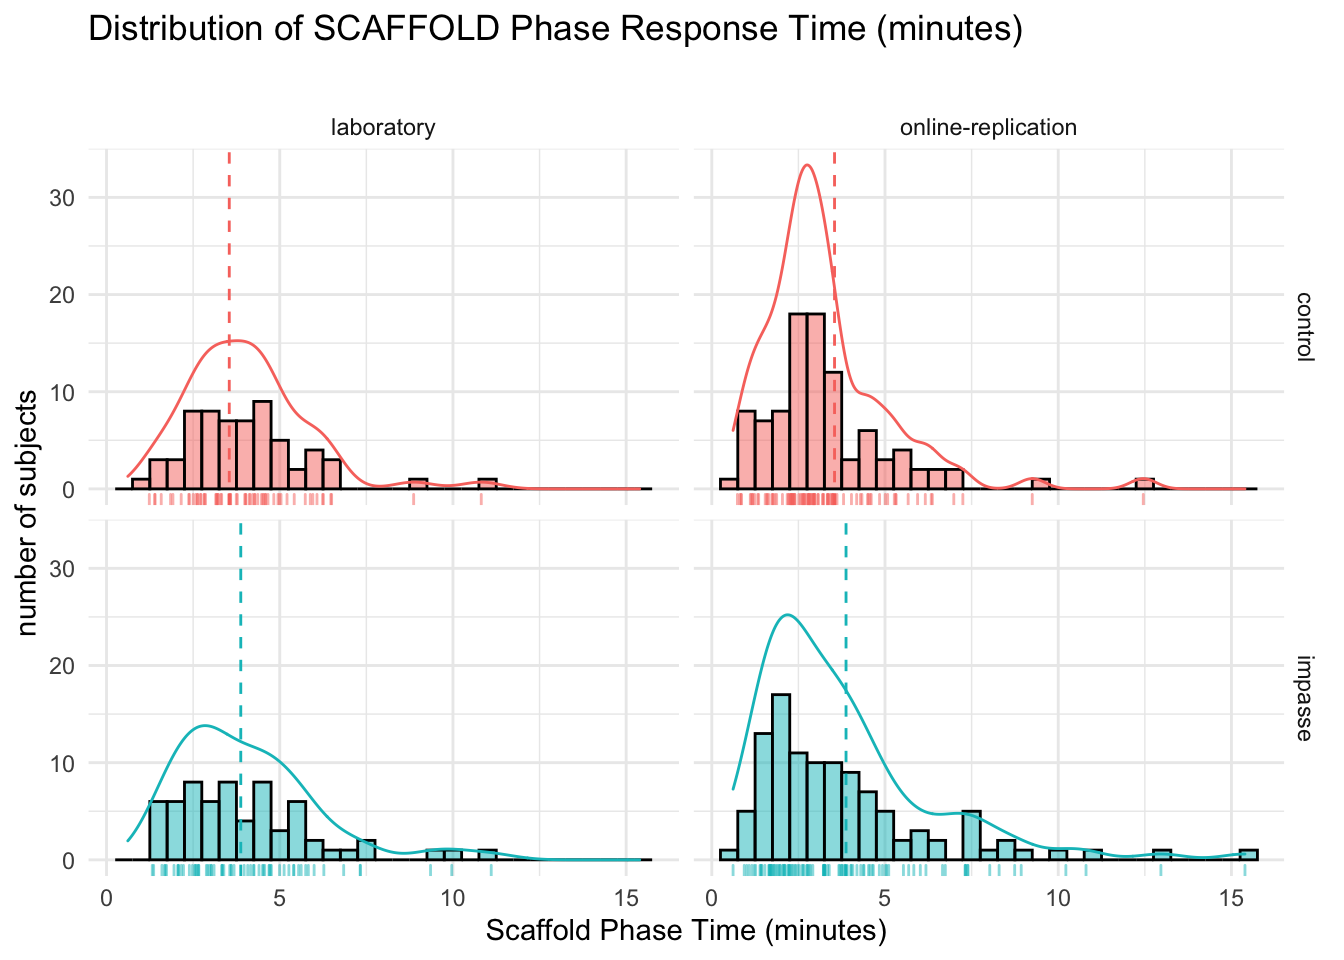 Distribution of SCAFFOLD Phase Response Time (minutes)
laboratory
online-replication
30
20
10
0
control
number of subjects
30
20
10
0
impasse
0 5 10 15
0 5 10 15
Scaffold Phase Time (minutes)